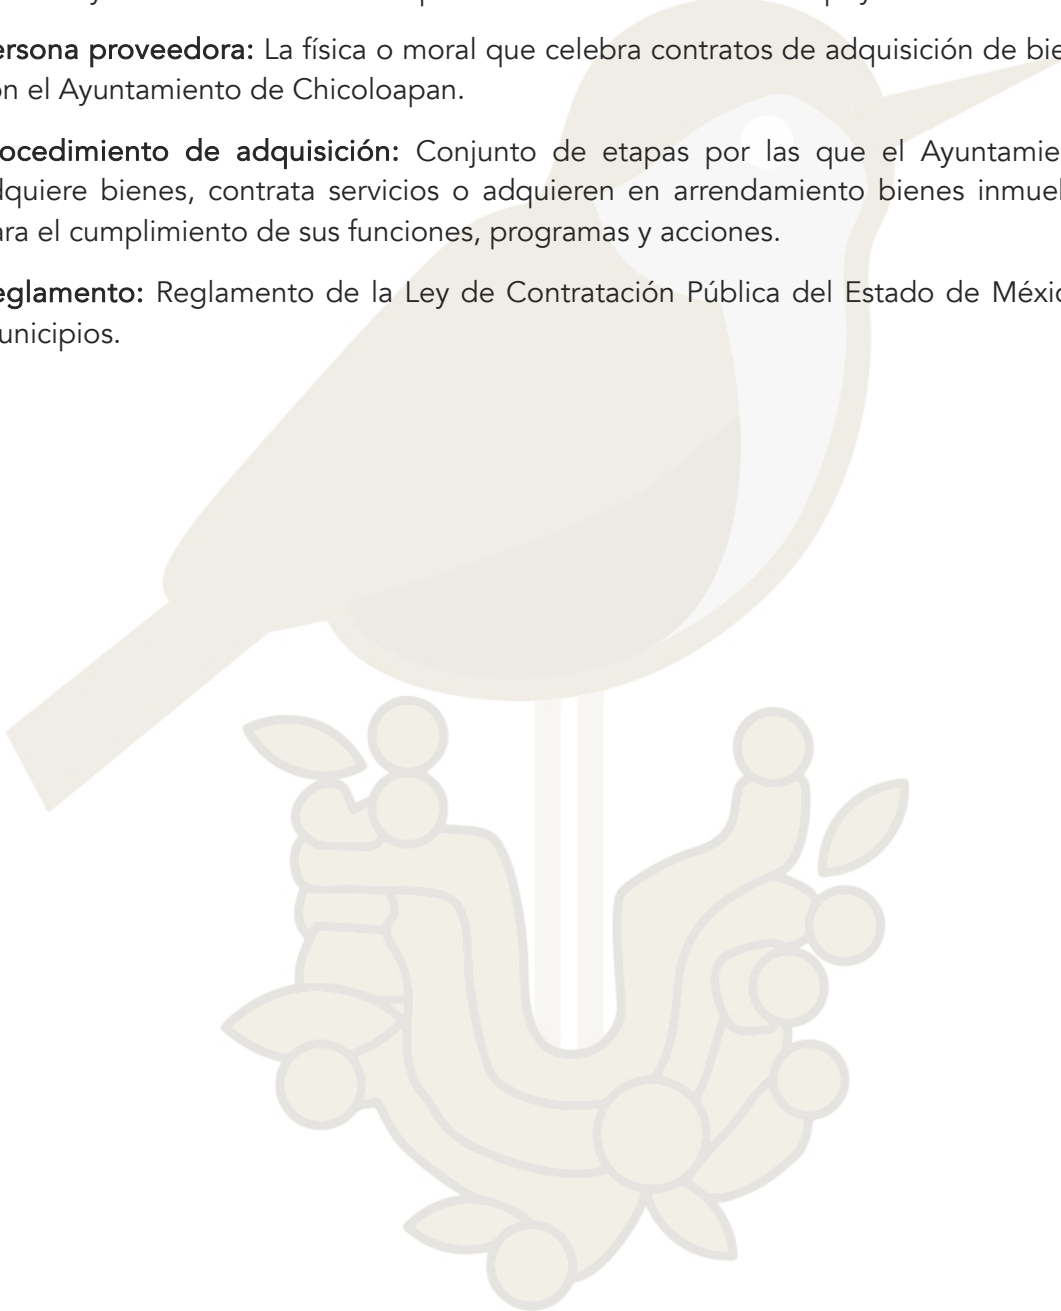 ersona proveedora: La física o moral que celebra contratos de adquisición de bie
on el Ayuntamiento de Chicoloapan.
ocedimiento de adquisición: Conjunto de etapas por las que el Ayuntamie
dquiere bienes, contrata servicios o adquieren en arrendamiento bienes inmuel
ara el cumplimiento de sus funciones, programas y acciones.
eglamento: Reglamento de la Ley de Contratación Pública del Estado de Méxic
unicipios.